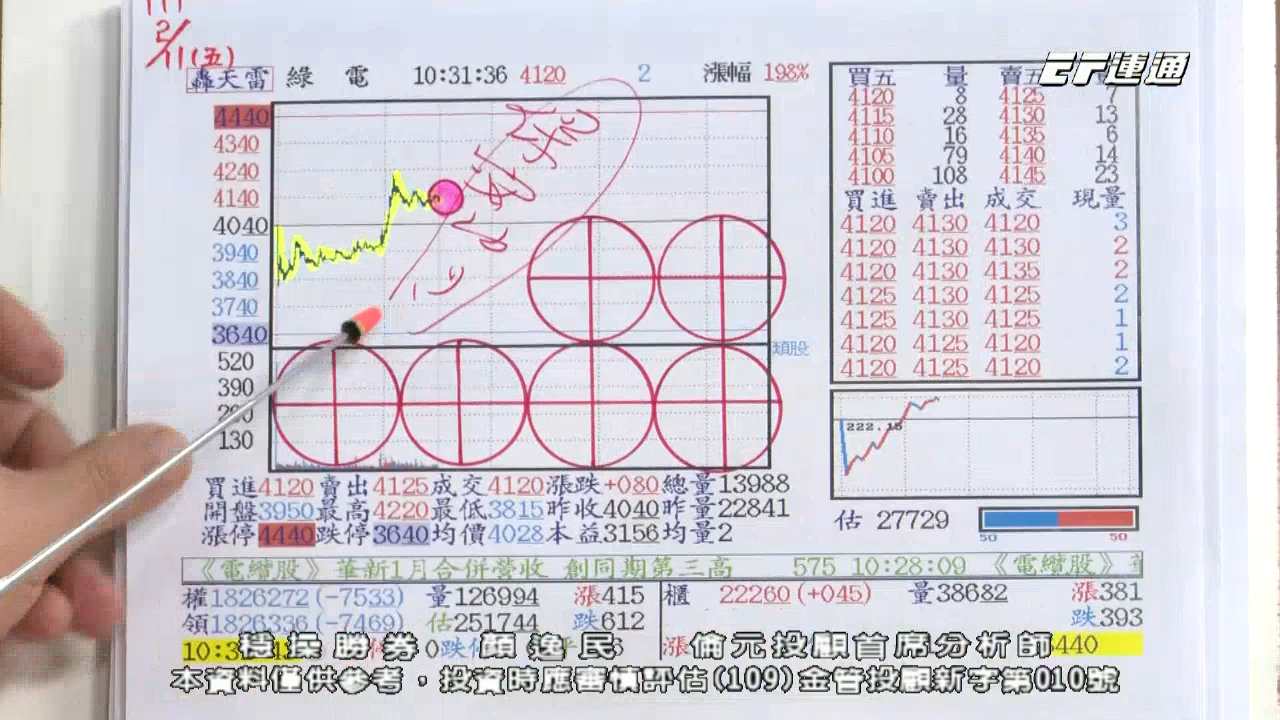 111
2/11(五)
轟天雷 綠電 10:31:36 4120 2 漲幅 198%
運通
4440
4340
4240
4140
4040
3940
3840
3740
3640
520
390
260
130
類股
買五 量 賣五
4120 8 4125 7
4115 28 4130 13
4110 16 4135 6
4105 79 4140 14
4100 108 4145 23
買進 賣出 成交 現量
4120 4130 4120 3
4120 4130 4130 2
4120 4130 4135 2
4125 4130 4125 2
4125 4130 4125 1
4120 4125 4120 1
4120 4125 4120 2
222.15
估 27729
50 50
買進4120賣出4125成交4120漲跌+080總量13988
開盤3950最高4220最低3815昨收4040昨量22841
漲停4440跌停3640均價4028本益3156均量2
《電纜股》華新1月合併營收 創同期第三高 575 10:28:09 《電纜股》
權1826272(-7533) 量126994 漲415 櫃 22260(+045) 量38682 漲381
領1826336(-7469) 估251744 跌612 跌393
穩操勝券 顏逸民 倫元投顧首席分析師
本資料僅供參考，投資時應審慎評估(109)金管投顧新字第010號